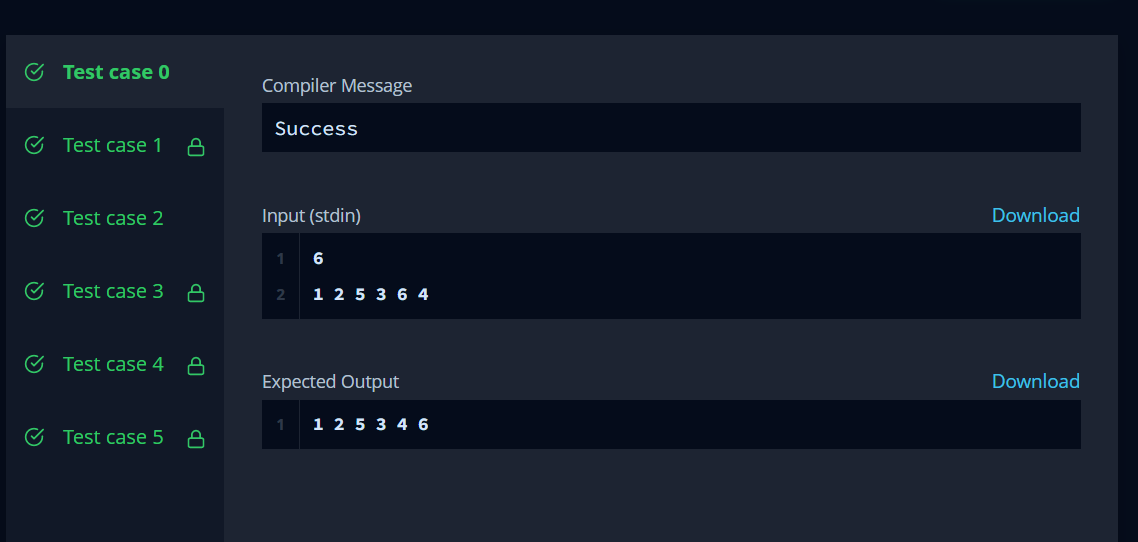 Test case 0
Test case 1
Test case 2
Test case 3
Test case 4
Test case 5
Compiler Message
Success
Input (stdin)
Download
1 6
2 1 2 5 3 6 4
Expected Output
Download
1 1 2 5 3 4 6